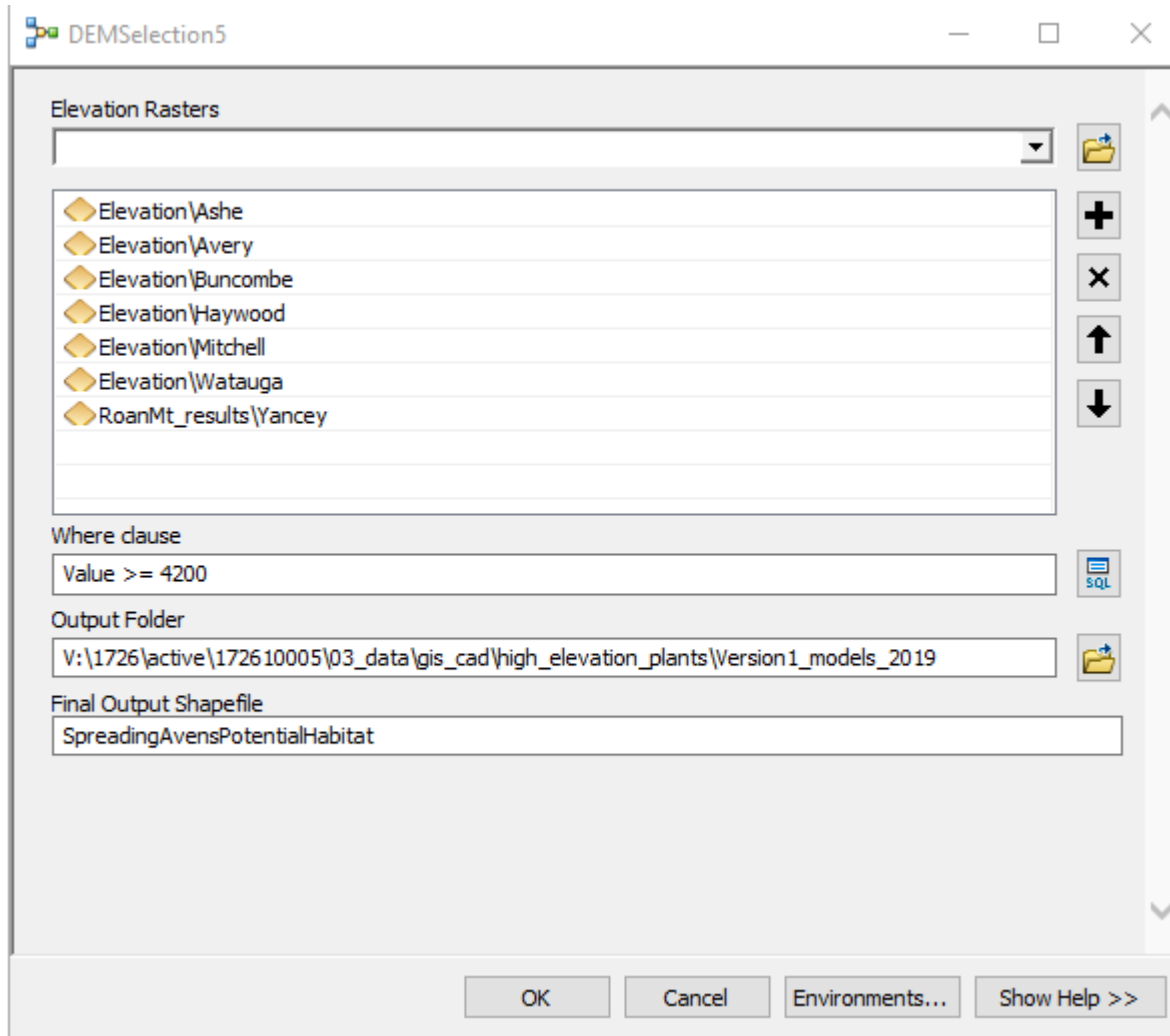 DEMSelection5
Elevation Rasters
Elevation\Ashe
Elevation\Avery
Elevation\Buncombe
Elevation\Haywood
Elevation\Mitchell
Elevation\Watauga
RoanMt_results\Yancey
Where clause
Value >= 4200
SQL
Output Folder
V:\1726\active\172610005\03_data\gis_cad\high_elevation_plants\Version1_models_2019
Final Output Shapefile
SpreadingAvensPotentialHabitat
OK Cancel Environments... Show Help >>